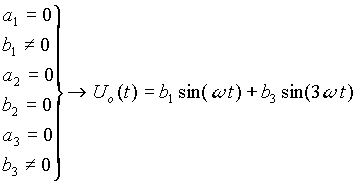 a₁ = 0
b₁ ≠ 0
a₂ = 0
b₂ = 0
a₃ = 0
b₃ ≠ 0
→ Uₒ(t) = b₁ sin(ωt) + b₃ sin(3ωt)